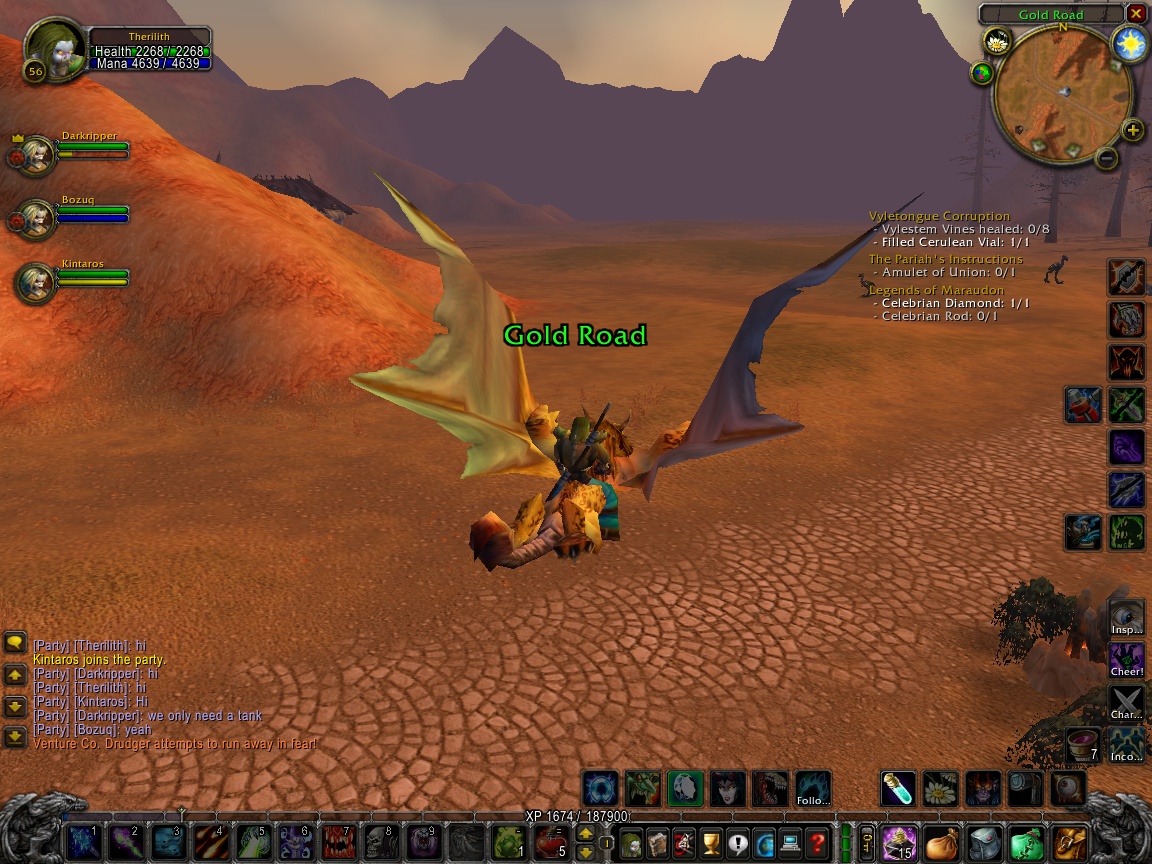 Therilith
Health 2268 / 2268
Mana 4639 / 4639
56
Darkripper
Bozuq
Kintaros
Gold Road
N
Vyletongue Corruption
- Vylestem Vines healed: 0/8
- Filled Cerulean Vial: 1/1
The Pariah's Instructions
- Amulet of Union: 0/1
Legends of Maraudon
- Celebrian Diamond: 1/1
- Celebrian Rod: 0/1
Gold Road
[Party] [Therilith]: hi
Kintaros joins the party.
[Party] [Darkripper]: hi
[Party] [Therilith]: hi
[Party] [Kintaros]: Hi
[Party] [Darkripper]: we only need a tank
[Party] [Bozuq]: yeah
Venture Co. Drudger attempts to run away in fear!
Insp...
Cheer!
Char...
7
Inco...
Follo...
XP 1674 / 187900
1 2 3 4 5 6 7 8 9 - =
1 5
1
15